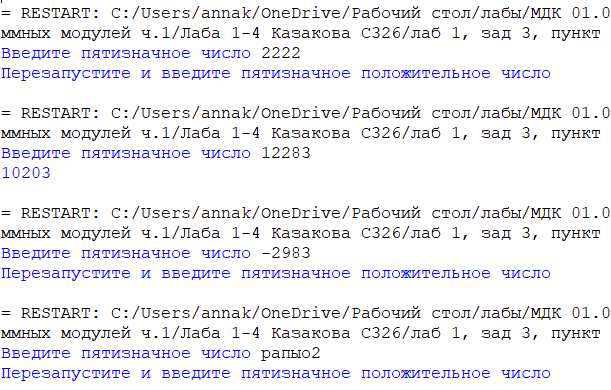 = RESTART: C:/Users/annak/OneDrive/Рабочий стол/лабы/МДК 01.0
ммных модулей ч.1/Лаба 1-4 Казакова С326/лаб 1, зад 3, пункт
Введите пятизначное число 2222
Перезапустите и введите пятизначное положительное число
= RESTART: C:/Users/annak/OneDrive/Рабочий стол/лабы/МДК 01.0
ммных модулей ч.1/Лаба 1-4 Казакова С326/лаб 1, зад 3, пункт
Введите пятизначное число 12283
10203
= RESTART: C:/Users/annak/OneDrive/Рабочий стол/лабы/МДК 01.0
ммных модулей ч.1/Лаба 1-4 Казакова С326/лаб 1, зад 3, пункт
Введите пятизначное число -2983
Перезапустите и введите пятизначное положительное число
= RESTART: C:/Users/annak/OneDrive/Рабочий стол/лабы/МДК 01.0
ммных модулей ч.1/Лаба 1-4 Казакова С326/лаб 1, зад 3, пункт
Введите пятизначное число рапыо2
Перезапустите и введите пятизначное положительное число